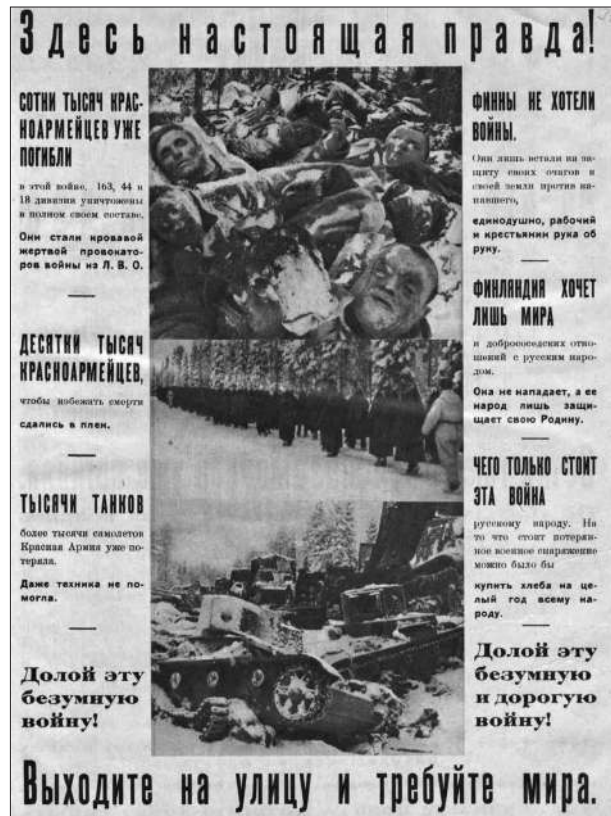 Здесь настоящая правда!
СОТНИ ТЫСЯЧ КРАС-
НОАРМЕЙЦЕВ УЖЕ
ПОГИБЛИ
в этой войне. 163, 44 и
18 дивизии уничтожены
в полном своем составе.
Они стали кровавой
жертвой провокато-
ров войны из Л. В. О.
ДЕСЯТКИ ТЫСЯЧ
КРАСНОАРМЕЙЦЕВ,
чтобы избежать смерти
сдались в плен.
ТЫСЯЧИ ТАНКОВ
более тысячи самолетов
Красная Армия уже по-
теряла.
Даже техника не по-
могла.
Долой эту
безумную
войну!
ФИННЫ НЕ ХОТЕЛИ
ВОЙНЫ.
Они лишь встали на за-
щиту своих очагов и
своей земли против на-
павшего,
единодушно, рабочий
и крестьянин рука об
руку.
ФИНЛЯНДИЯ ХОЧЕТ
ЛИШЬ МИРА
и добрососедских отно-
шений с русским наро-
дом.
Она не нападает, а ее
народ лишь защи-
щает свою Родину.
ЧЕГО ТОЛЬКО СТОИТ
ЭТА ВОЙНА
русскому народу. На
то что стоит потерян-
ное военное снаряжение
можно было бы
купить хлеба на це-
лый год всему на-
роду.
Долой эту
безумную
и дорогую
войну!
Выходите на улицу и требуйте мира.